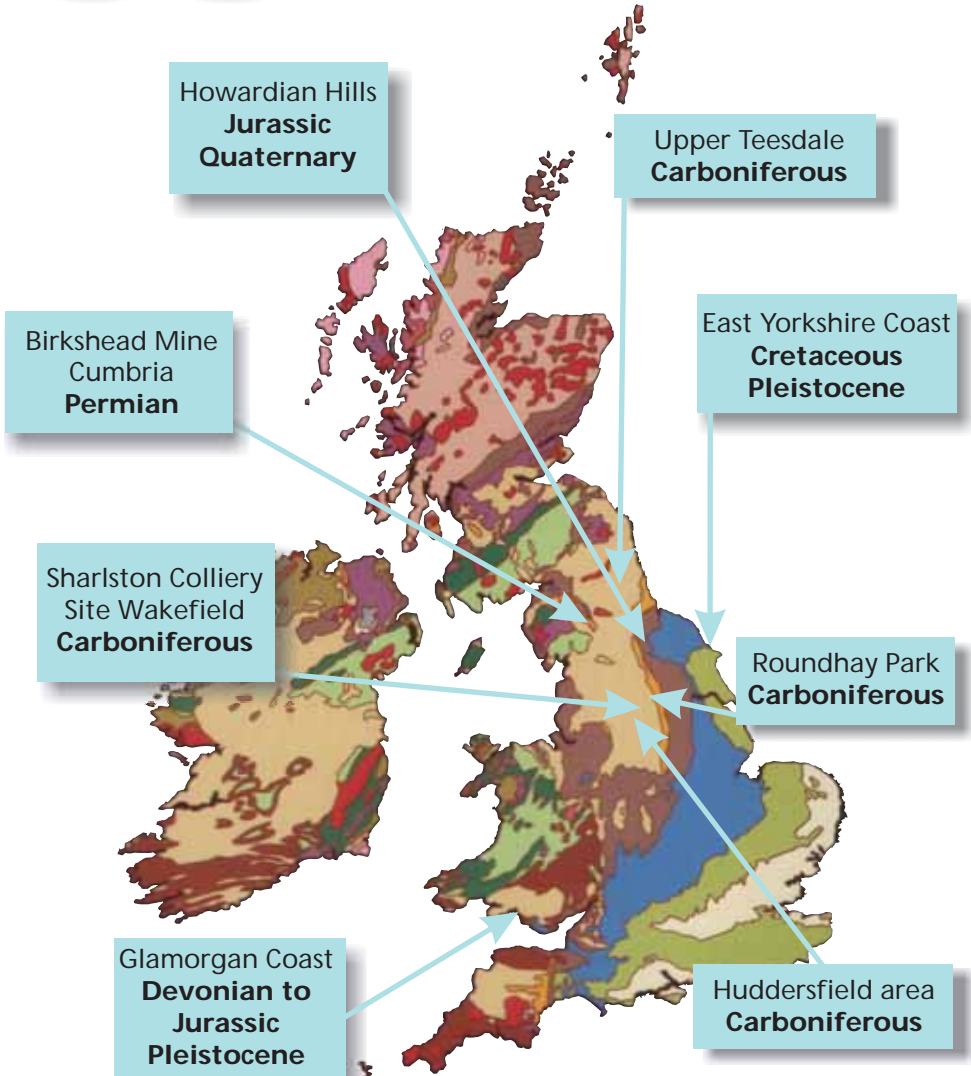 Howardian Hills
Jurassic
Quaternary
Upper Teesdale
Carboniferous
Birkshead Mine
Cumbria
Permian
East Yorkshire Coast
Cretaceous
Pleistocene
Sharlston Colliery
Site Wakefield
Carboniferous
Roundhay Park
Carboniferous
Glamorgan Coast
Devonian to
Jurassic
Pleistocene
Huddersfield area
Carboniferous